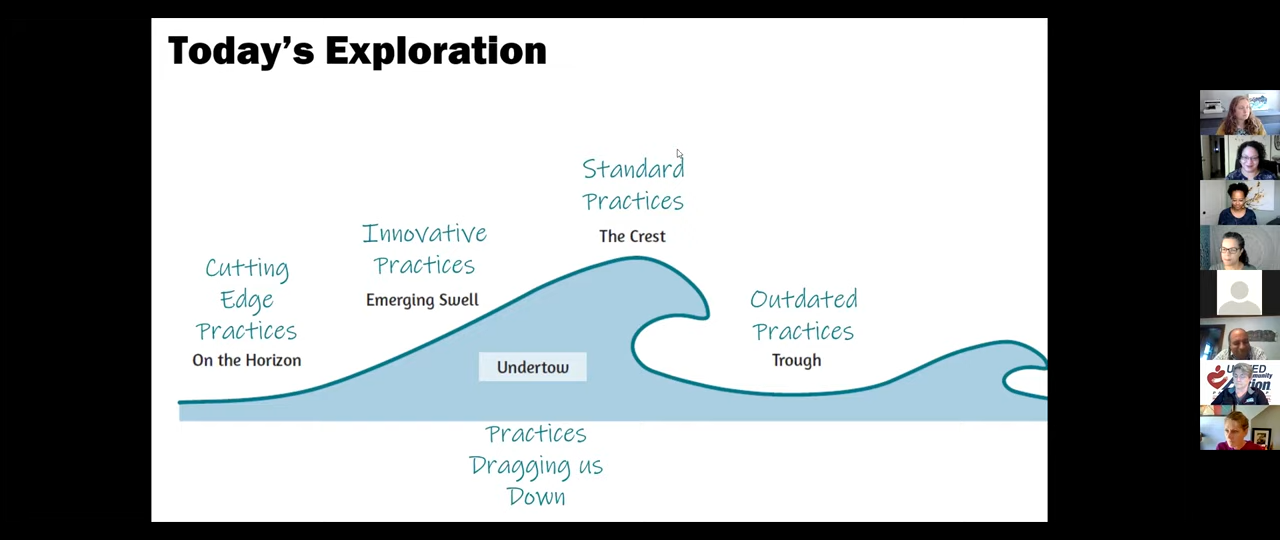 Today's Exploration
Standard
Practices
The Crest
Innovative
Practices
Emerging Swell
Cutting
Edge
Practices
On the Horizon
Outdated
Practices
Trough
Undertow
Practices
Dragging us
Down